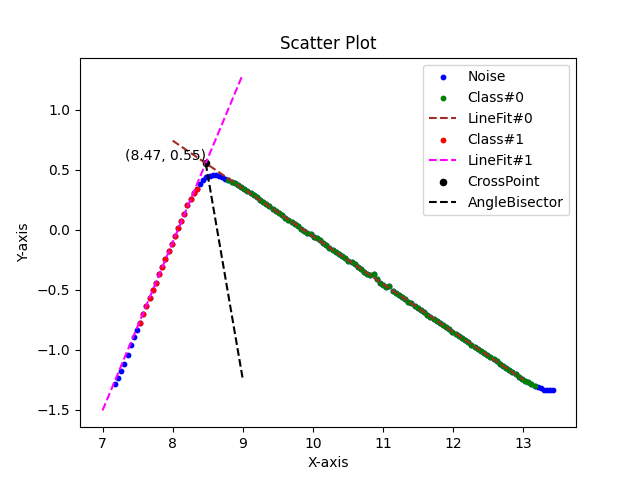 Scatter Plot
Noise
Class#0
LineFit#0
Class#1
LineFit#1
CrossPoint
AngleBisector
(8.47, 0.55)
1.0
0.5
0.0
−0.5
−1.0
−1.5
Y-axis
7 8 9 10 11 12 13
X-axis